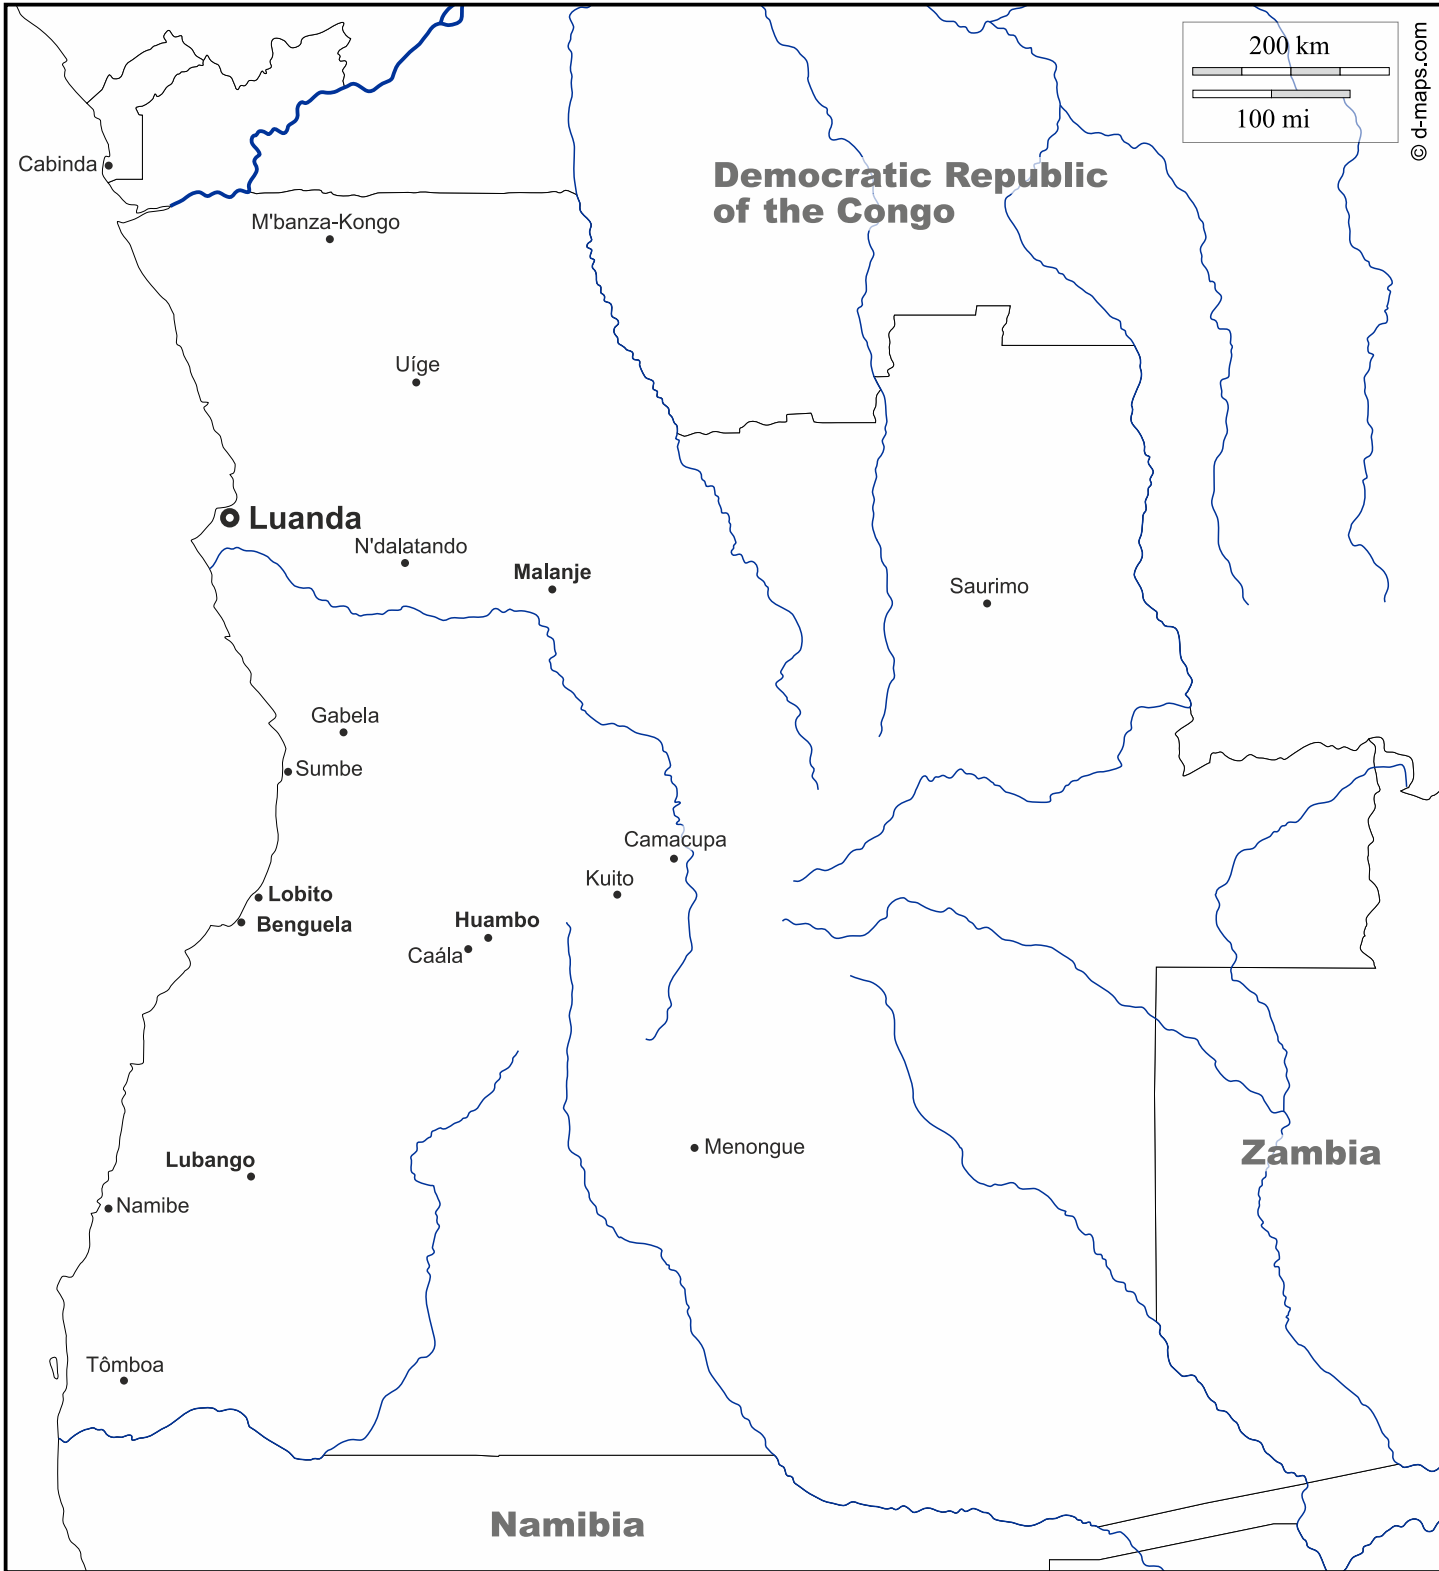 200 km
100 mi
© d-maps.com
Cabinda
Democratic Republic
of the Congo
M'banza-Kongo
Uíge
Luanda
N'dalatando
Malanje
Saurimo
Gabela
Sumbe
Camacupa
Kuito
Lobito
Benguela
Huambo
Caála
Menongue
Zambia
Lubango
Namibe
Tômboa
Namibia